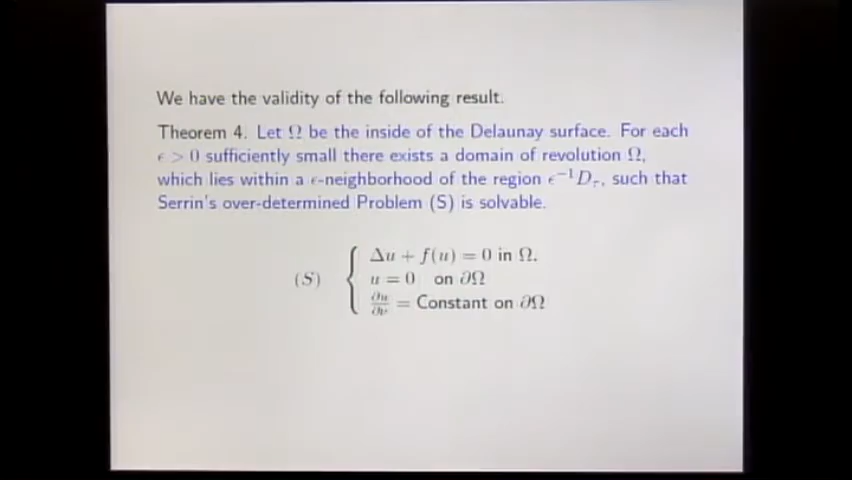 We have the validity of the following result.
Theorem 4. Let Ω be the inside of the Delaunay surface. For each
ϵ > 0 sufficiently small there exists a domain of revolution Ω,
which lies within a ϵ-neighborhood of the region ϵ⁻¹D_τ, such that
Serrin's over-determined Problem (S) is solvable.
Δu + f(u) = 0 in Ω.
(S) { u = 0 on ∂Ω
∂u/∂ν = Constant on ∂Ω